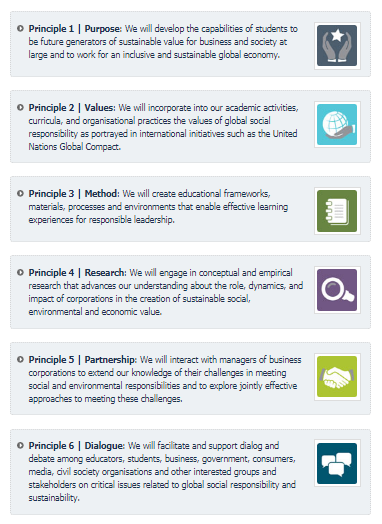 Principle 1 | Purpose: We will develop the capabilities of students to
be future generators of sustainable value for business and society at
large and to work for an inclusive and sustainable global economy.
Principle 2 | Values: We will incorporate into our academic activities,
curricula, and organisational practices the values of global social
responsibility as portrayed in international initiatives such as the United
Nations Global Compact.
Principle 3 | Method: We will create educational frameworks,
materials, processes and environments that enable effective learning
experiences for responsible leadership.
Principle 4 | Research: We will engage in conceptual and empirical
research that advances our understanding about the role, dynamics, and
impact of corporations in the creation of sustainable social,
environmental and economic value.
Principle 5 | Partnership: We will interact with managers of business
corporations to extend our knowledge of their challenges in meeting
social and environmental responsibilities and to explore jointly effective
approaches to meeting these challenges.
Principle 6 | Dialogue: We will facilitate and support dialog and
debate among educators, students, business, government, consumers,
media, civil society organisations and other interested groups and
stakeholders on critical issues related to global social responsibility and
sustainability.